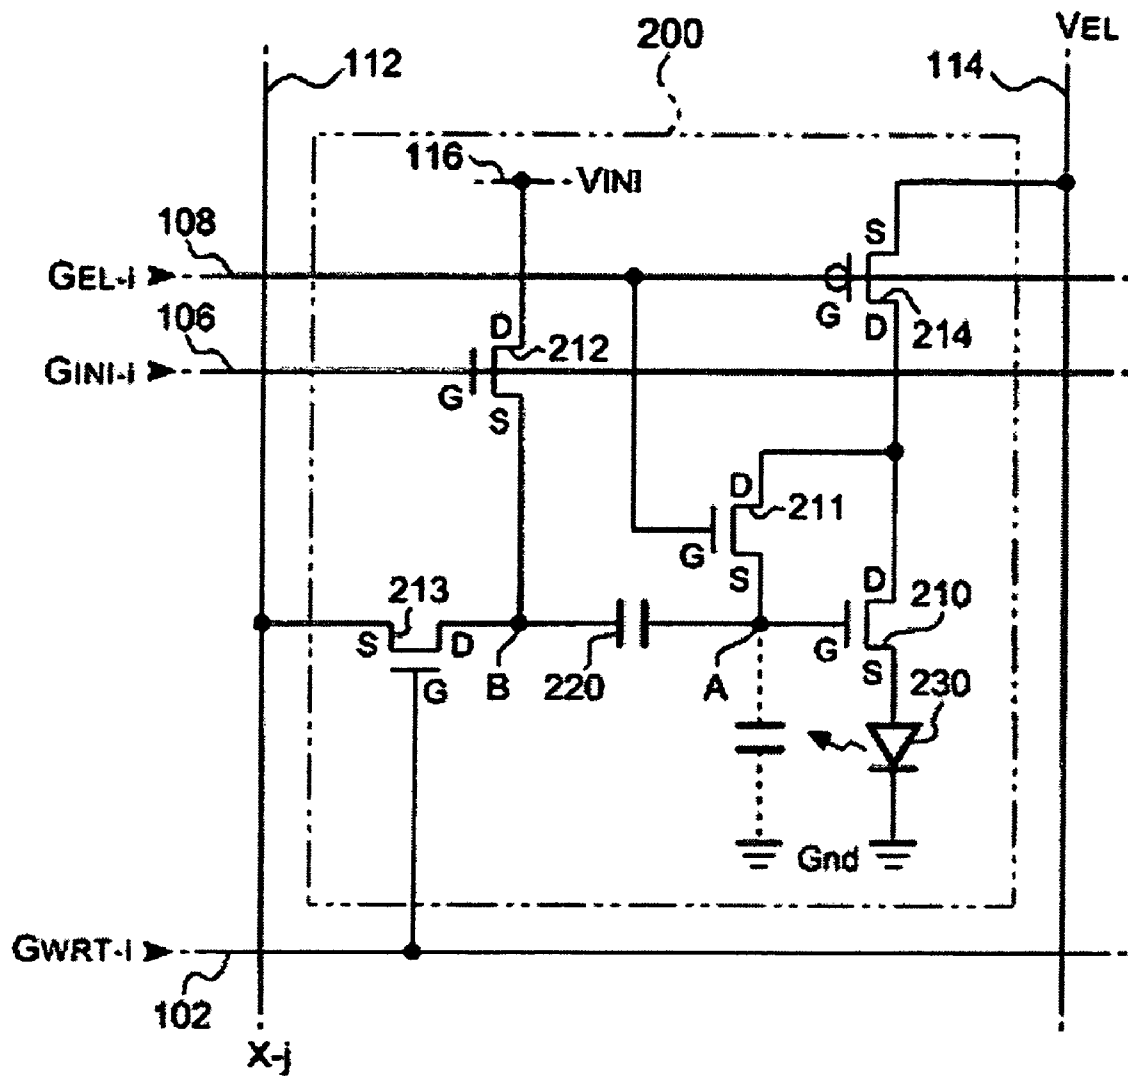 VEL
200
112
114
116
VINI
108
GEL-i
S
G
D
214
106
GINI-i
D
212
G
S
D
211
G
S
213
S
D
G
B
220
A
D
210
G
S
230
Gnd
GWRT-i
102
X-j